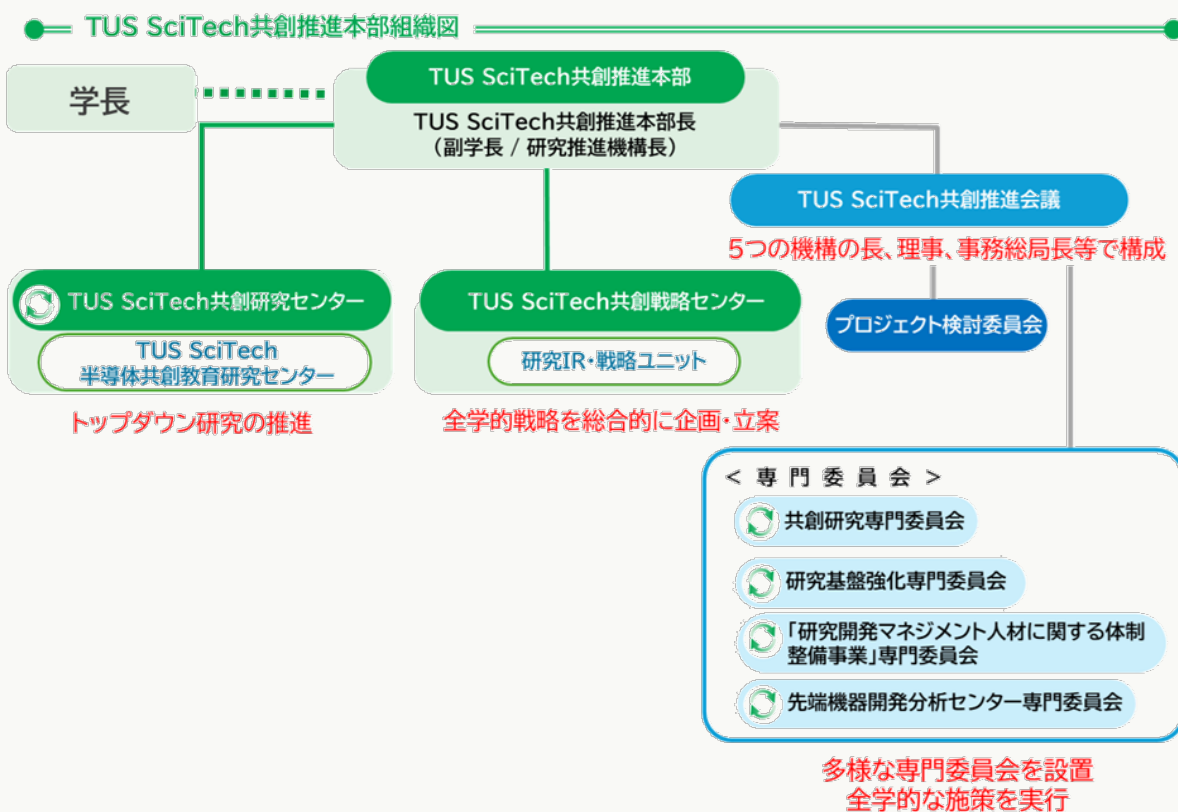 TUS SciTech共創推進本部組織図
学長
TUS SciTech共創推進本部
TUS SciTech共創推進本部長
（副学長 / 研究推進機構長）
TUS SciTech共創推進会議
5つの機構の長、理事、事務総局長等で構成
TUS SciTech共創研究センター
TUS SciTech
半導体共創教育研究センター
トップダウン研究の推進
TUS SciTech共創戦略センター
研究IR・戦略ユニット
全学的戦略を総合的に企画・立案
プロジェクト検討委員会
＜ 専 門 委 員 会 ＞
共創研究専門委員会
研究基盤強化専門委員会
「研究開発マネジメント人材に関する体制
整備事業」専門委員会
先端機器開発分析センター専門委員会
多様な専門委員会を設置
全学的な施策を実行